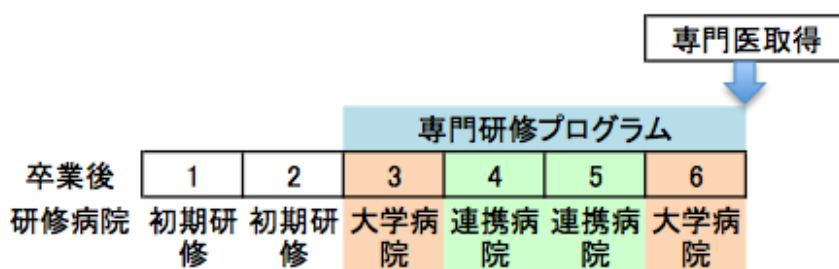 専門医取得
専門研修プログラム
卒業後 1 2 3 4 5 6
研修病院 初期研修 初期研修 大学病院 連携病院 連携病院 大学病院